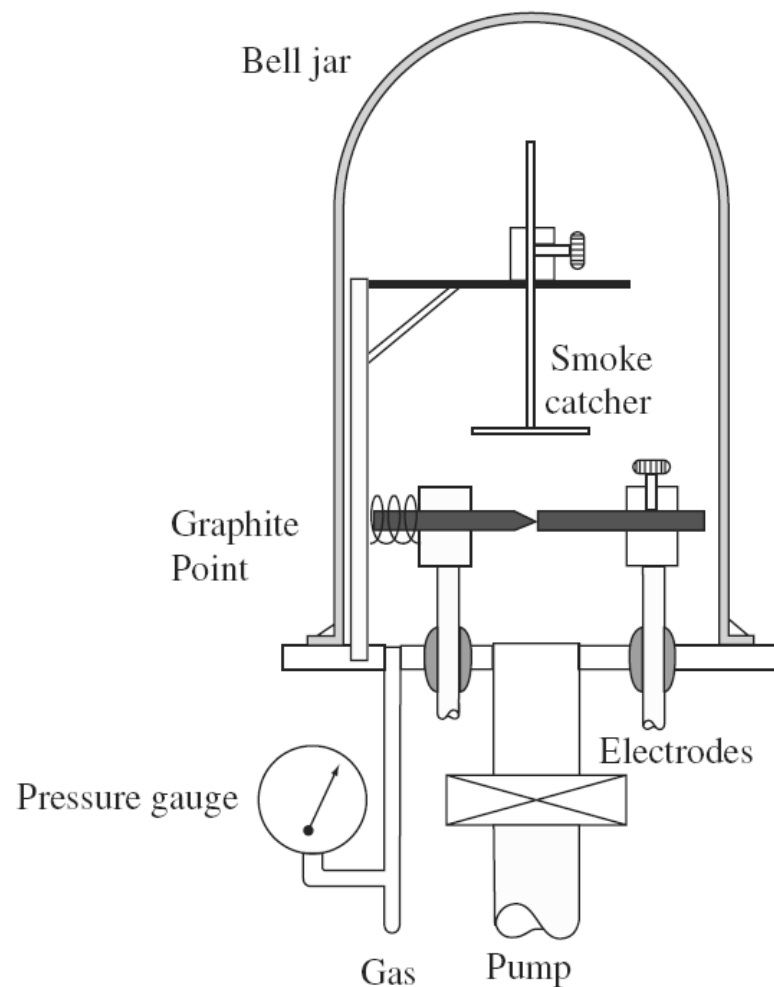 Bell jar
Smoke
catcher
Graphite
Point
Electrodes
Pressure gauge
Gas
Pump